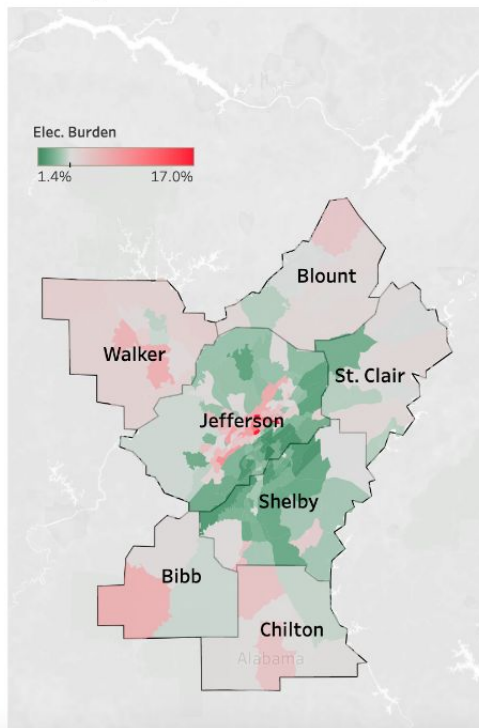 Elec. Burden
1.4% 17.0%
Blount
Walker
St. Clair
Jefferson
Shelby
Bibb
Chilton
Alabama